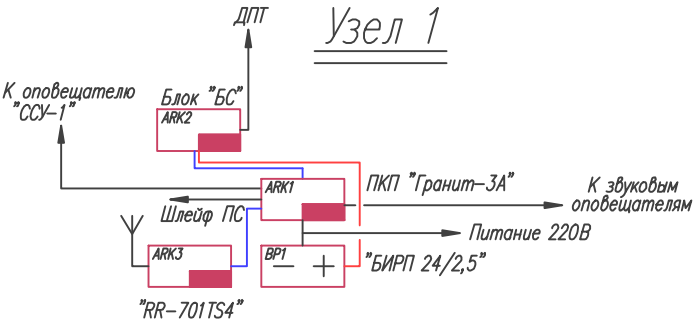 ДПТ
Узел 1
К оповещателю
"ССУ-1"
Блок "БС"
ARK2
ARK1
ПКП "Гранит-3А"
К звуковым
оповещателям
Шлейф ПС
Питание 220В
ARK3
BP1
"БИРП 24/2,5"
"RR-701TS4"